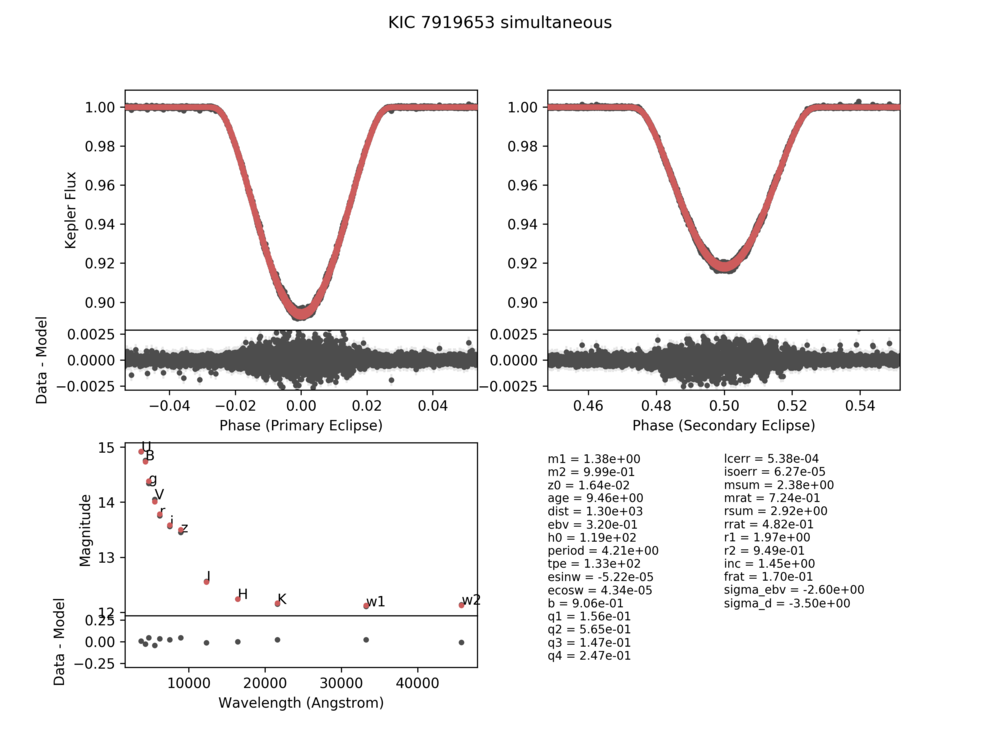 KIC 7919653 simultaneous
1.00
0.98
0.96
0.94
0.92
0.90
Kepler Flux
0.0025
0.0000
−0.0025
Data - Model
−0.04 −0.02 0.00 0.02 0.04
Phase (Primary Eclipse)
1.00
0.98
0.96
0.94
0.92
0.90
0.0025
0.0000
−0.0025
0.46 0.48 0.50 0.52 0.54
Phase (Secondary Eclipse)
15
14
13
12
Magnitude
U
B
g
V
r
i
z
J
H
K
w1
w2
0.25
0.00
−0.25
Data - Model
10000 20000 30000 40000
Wavelength (Angstrom)
m1 = 1.38e+00
m2 = 9.99e-01
z0 = 1.64e-02
age = 9.46e+00
dist = 1.30e+03
ebv = 3.20e-01
h0 = 1.19e+02
period = 4.21e+00
tpe = 1.33e+02
esinw = -5.22e-05
ecosw = 4.34e-05
b = 9.06e-01
q1 = 1.56e-01
q2 = 5.65e-01
q3 = 1.47e-01
q4 = 2.47e-01
lcerr = 5.38e-04
isoerr = 6.27e-05
msum = 2.38e+00
mrat = 7.24e-01
rsum = 2.92e+00
rrat = 4.82e-01
r1 = 1.97e+00
r2 = 9.49e-01
inc = 1.45e+00
frat = 1.70e-01
sigma_ebv = -2.60e+00
sigma_d = -3.50e+00